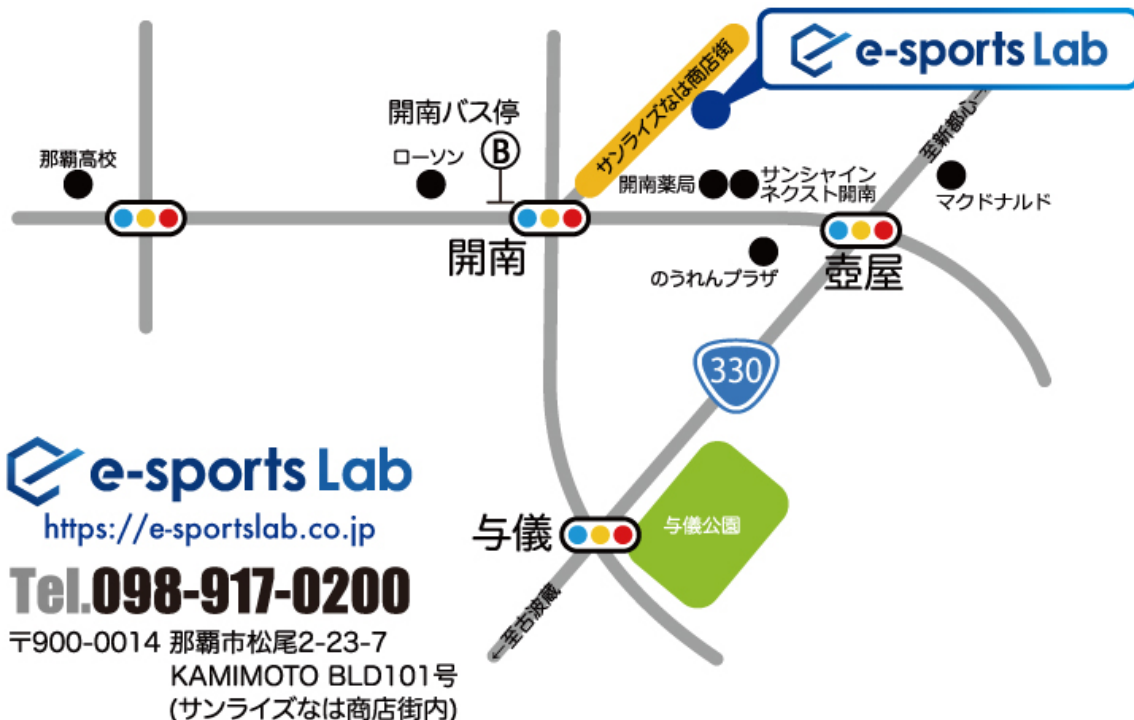 e-sports Lab
サンライズなは商店街
至新都心→
開南バス停
B
那覇高校
ローソン
開南薬局
サンシャイン
ネクスト開南
マクドナルド
開南
壺屋
のうれんプラザ
330
e-sports Lab
https://e-sportslab.co.jp
与儀
与儀公園
←至古波蔵
Tel.098-917-0200
〒900-0014 那覇市松尾2-23-7
KAMIMOTO BLD101号
(サンライズなは商店街内)